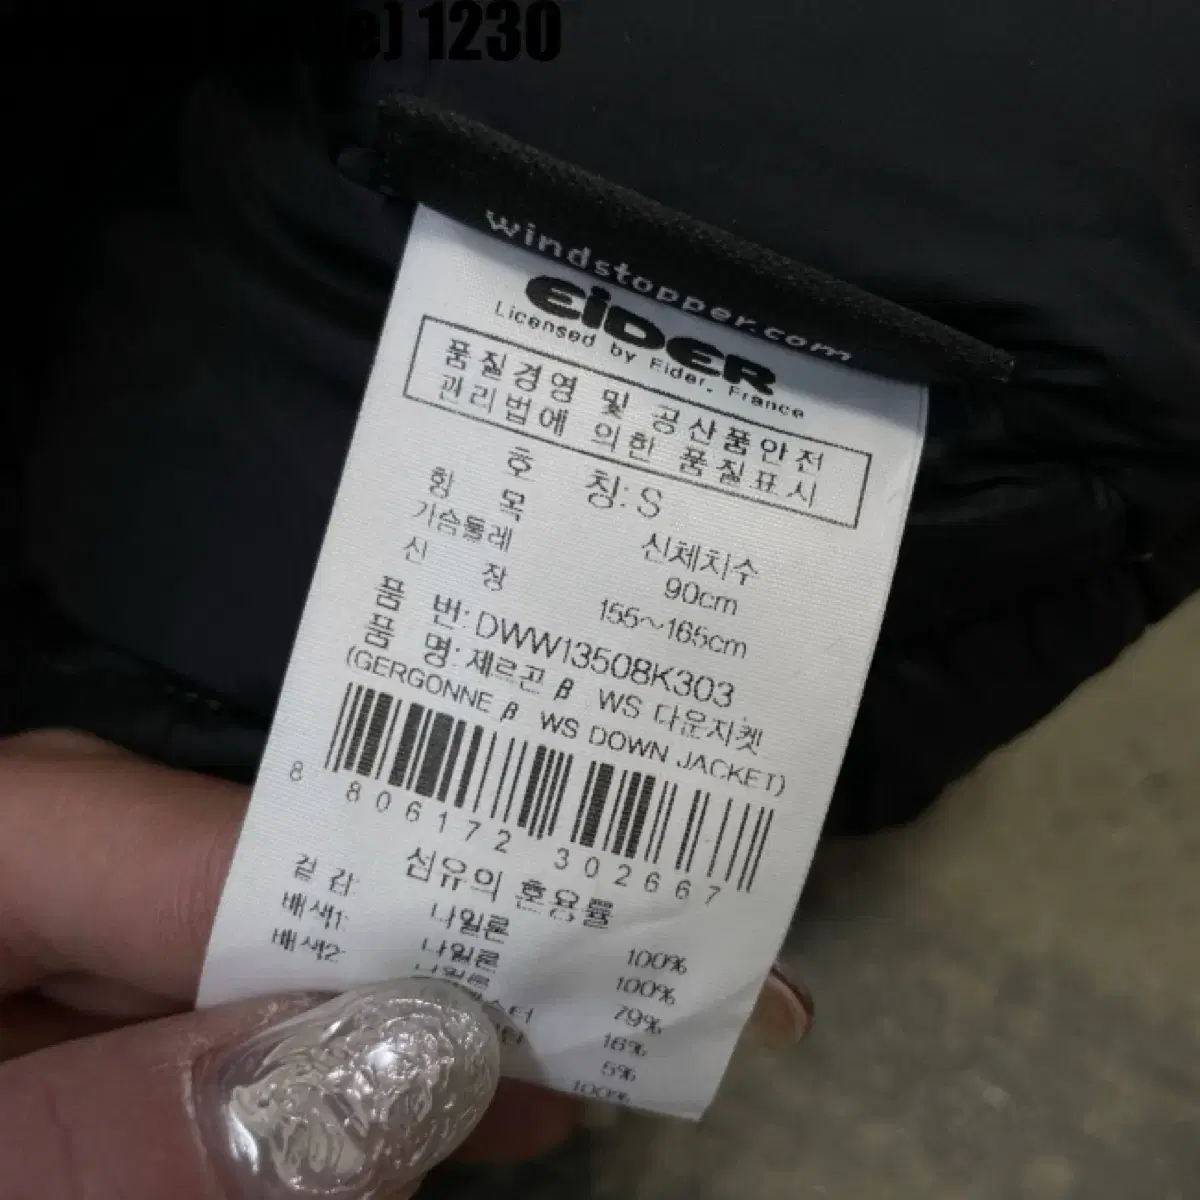 1230
windstopper.com
EIDER
Licensed by Eider. France
품질경영 및 공산품안전
관리법에 의한 품질표시
호 칭: S
항 목 신체치수
가슴둘레 90cm
신 장 155~165cm
품 번: DWW13508K303
품 명: 제르곤 β WS 다운자켓
(GERGONNE β WS DOWN JACKET)
8 806172 302667
섬유의 혼용률
겉감: 나일론 100%
배색1: 나일론 100%
배색2: 나일론 79%
16%
5%
100%